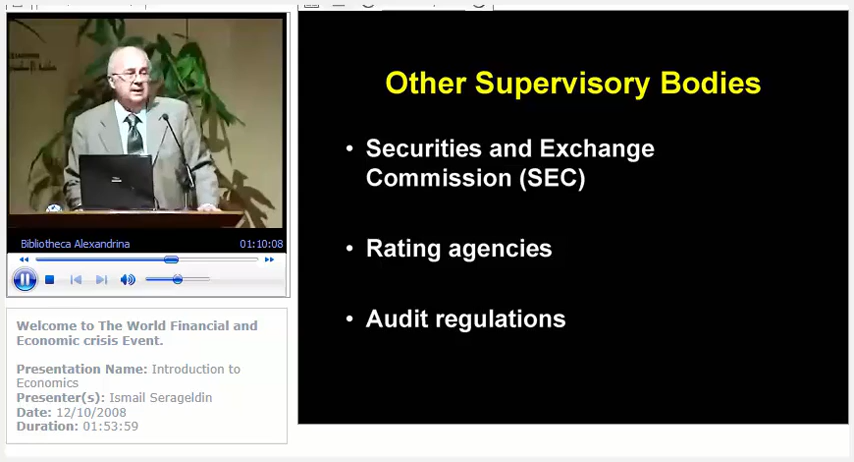 Bibliotheca Alexandrina
01:10:08
Welcome to The World Financial and
Economic crisis Event.
Presentation Name: Introduction to
Economics
Presenter(s): Ismail Serageldin
Date: 12/10/2008
Duration: 01:53:59
Other Supervisory Bodies
• Securities and Exchange
Commission (SEC)
• Rating agencies
• Audit regulations